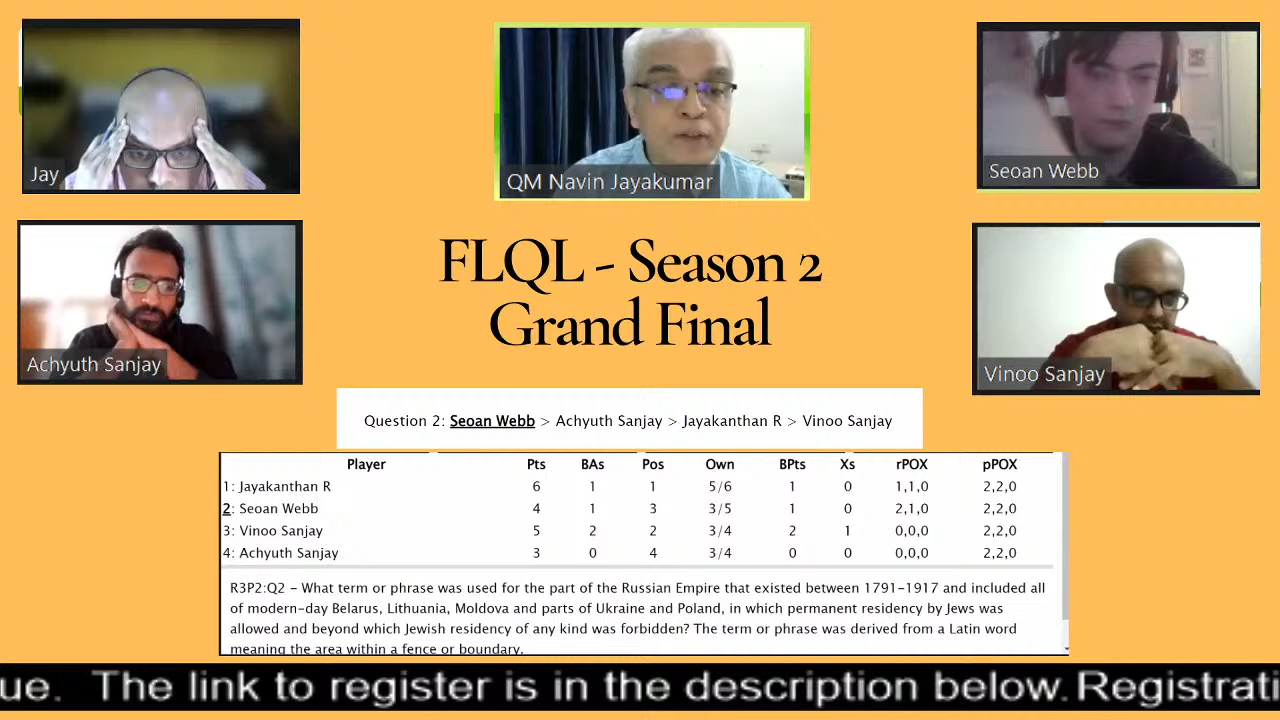 Jay
QM Navin Jayakumar
Seoan Webb
Achyuth Sanjay
Vinoo Sanjay
FLQL - Season 2
Grand Final
Question 2: Seoan Webb > Achyuth Sanjay > Jayakanthan R > Vinoo Sanjay
Player Pts BAs Pos Own BPts Xs rPOX pPOX
1: Jayakanthan R 6 1 1 5/6 1 0 1,1,0 2,2,0
2: Seoan Webb 4 1 3 3/5 1 0 2,1,0 2,2,0
3: Vinoo Sanjay 5 2 2 3/4 2 1 0,0,0 2,2,0
4: Achyuth Sanjay 3 0 4 3/4 0 0 0,0,0 2,2,0
R3P2:Q2 - What term or phrase was used for the part of the Russian Empire that existed between 1791-1917 and included all
of modern-day Belarus, Lithuania, Moldova and parts of Ukraine and Poland, in which permanent residency by Jews was
allowed and beyond which Jewish residency of any kind was forbidden? The term or phrase was derived from a Latin word
meaning the area within a fence or boundary.
ue. The link to register is in the description below. Registrati